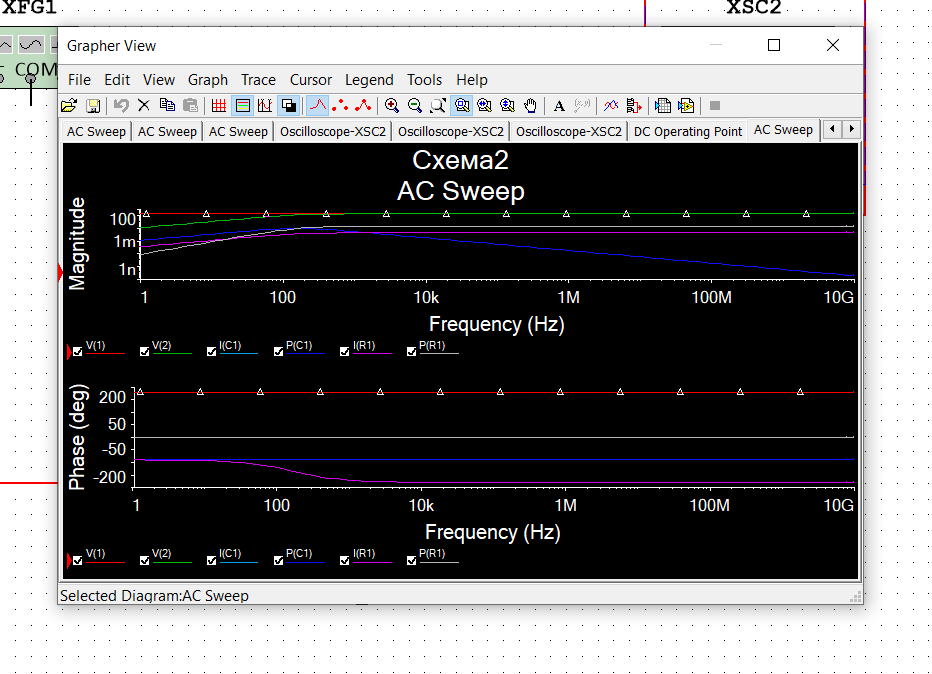 XFG1
XSC2
COM
Grapher View
File Edit View Graph Trace Cursor Legend Tools Help
AC Sweep AC Sweep AC Sweep Oscilloscope-XSC2 Oscilloscope-XSC2 Oscilloscope-XSC2 DC Operating Point AC Sweep
Схема2
AC Sweep
Magnitude
100
1m
1n
1 100 10k 1M 100M 10G
Frequency (Hz)
V(1) V(2) I(C1) P(C1) I(R1) P(R1)
Phase (deg)
200
50
-50
-200
1 100 10k 1M 100M 10G
Frequency (Hz)
V(1) V(2) I(C1) P(C1) I(R1) P(R1)
Selected Diagram:AC Sweep